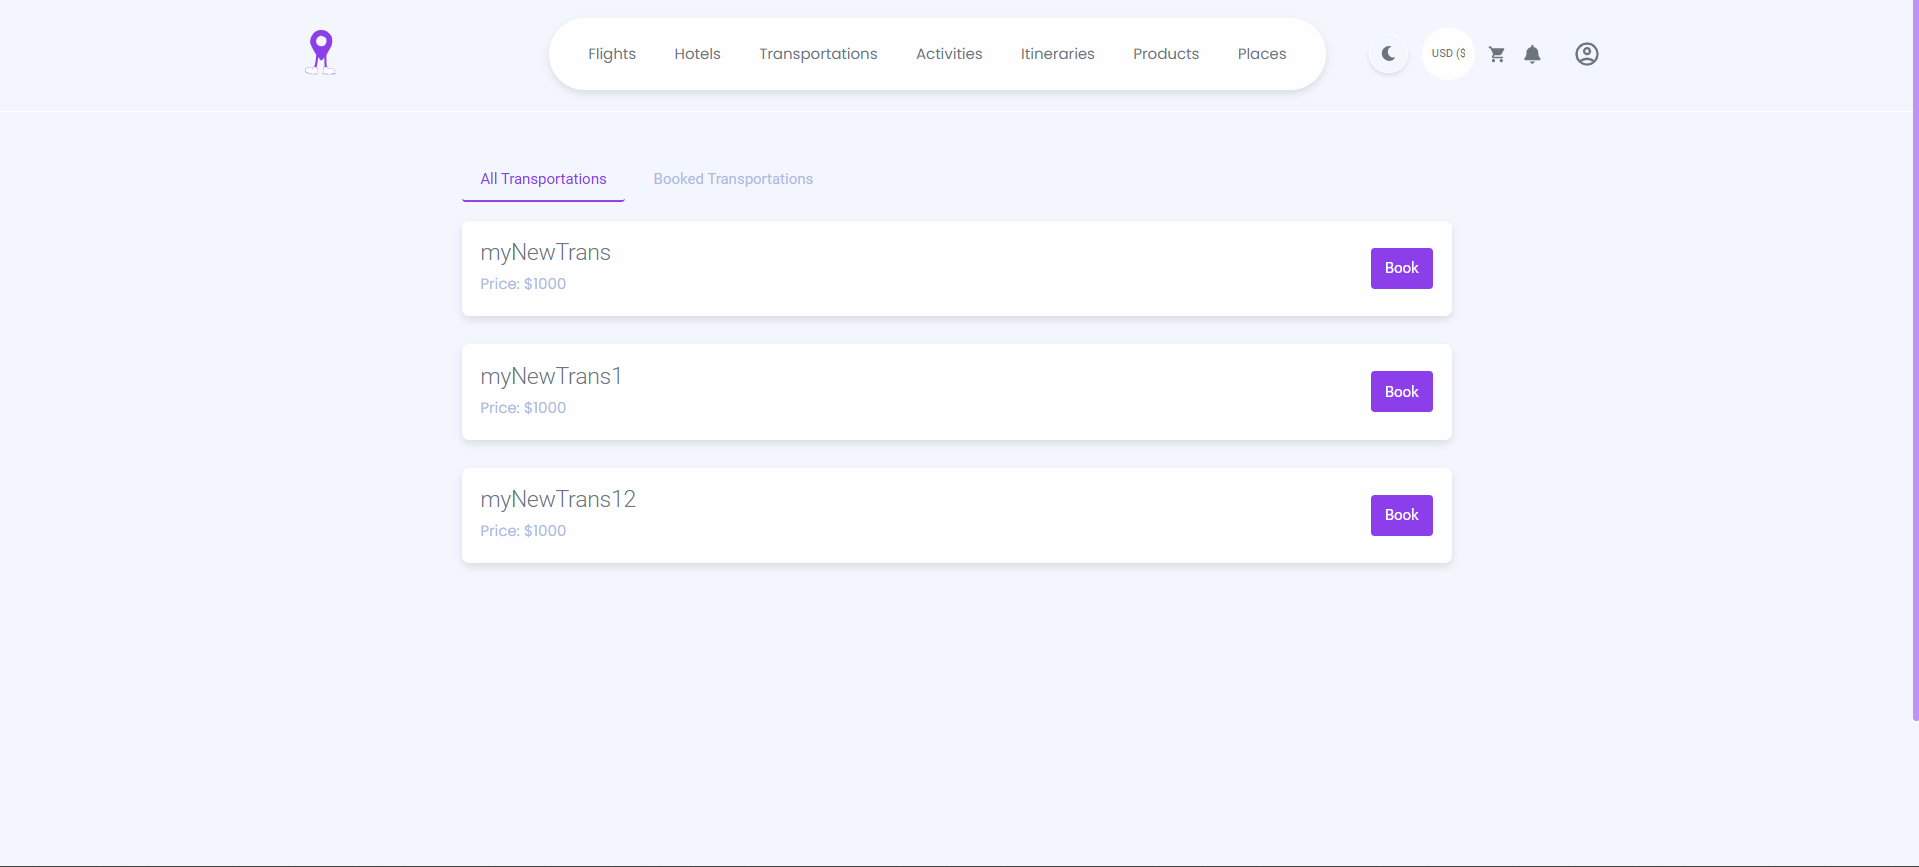 Flights Hotels Transportations Activities Itineraries Products Places USD ($
All Transportations Booked Transportations
myNewTrans
Price: $1000
Book
myNewTrans1
Price: $1000
Book
myNewTrans12
Price: $1000
Book